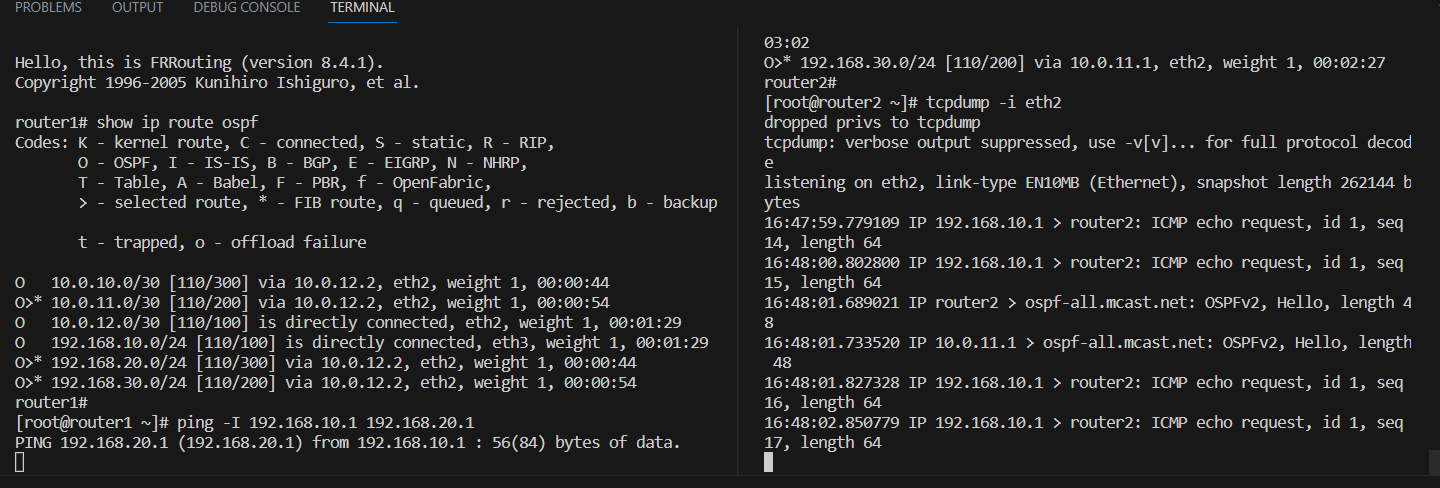 PROBLEMS OUTPUT DEBUG CONSOLE TERMINAL
Hello, this is FRRouting (version 8.4.1).
Copyright 1996-2005 Kunihiro Ishiguro, et al.
router1# show ip route ospf
Codes: K - kernel route, C - connected, S - static, R - RIP,
O - OSPF, I - IS-IS, B - BGP, E - EIGRP, N - NHRP,
T - Table, A - Babel, F - PBR, f - OpenFabric,
> - selected route, * - FIB route, q - queued, r - rejected, b - backup
t - trapped, o - offload failure
O   10.0.10.0/30 [110/300] via 10.0.12.2, eth2, weight 1, 00:00:44
O>* 10.0.11.0/30 [110/200] via 10.0.12.2, eth2, weight 1, 00:00:54
O   10.0.12.0/30 [110/100] is directly connected, eth2, weight 1, 00:01:29
O   192.168.10.0/24 [110/100] is directly connected, eth3, weight 1, 00:01:29
O>* 192.168.20.0/24 [110/300] via 10.0.12.2, eth2, weight 1, 00:00:44
O>* 192.168.30.0/24 [110/200] via 10.0.12.2, eth2, weight 1, 00:00:54
router1#
[root@router1 ~]# ping -I 192.168.10.1 192.168.20.1
PING 192.168.20.1 (192.168.20.1) from 192.168.10.1 : 56(84) bytes of data.
03:02
O>* 192.168.30.0/24 [110/200] via 10.0.11.1, eth2, weight 1, 00:02:27
router2#
[root@router2 ~]# tcpdump -i eth2
dropped privs to tcpdump
tcpdump: verbose output suppressed, use -v[v]... for full protocol decod
e
listening on eth2, link-type EN10MB (Ethernet), snapshot length 262144 b
ytes
16:47:59.779109 IP 192.168.10.1 > router2: ICMP echo request, id 1, seq
14, length 64
16:48:00.802800 IP 192.168.10.1 > router2: ICMP echo request, id 1, seq
15, length 64
16:48:01.689021 IP router2 > ospf-all.mcast.net: OSPFv2, Hello, length 4
8
16:48:01.733520 IP 10.0.11.1 > ospf-all.mcast.net: OSPFv2, Hello, length
48
16:48:01.827328 IP 192.168.10.1 > router2: ICMP echo request, id 1, seq
16, length 64
16:48:02.850779 IP 192.168.10.1 > router2: ICMP echo request, id 1, seq
17, length 64